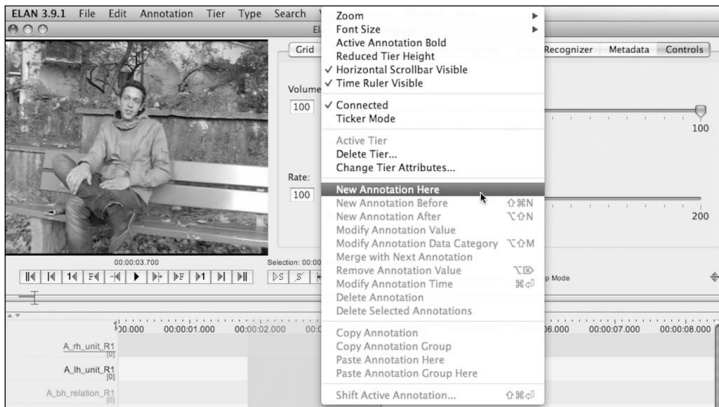 ELAN 3.9.1 File Edit Annotation Tier Type Search
Grid
Recognizer Metadata Controls
Volume
100
100
Rate:
100
200
Zoom
Font Size
Active Annotation Bold
Reduced Tier Height
✓ Horizontal Scrollbar Visible
✓ Time Ruler Visible
✓ Connected
Ticker Mode
Active Tier
Delete Tier...
Change Tier Attributes...
New Annotation Here
New Annotation Before ⇧⌘N
New Annotation After ⌥⇧N
Modify Annotation Value
Modify Annotation Data Category ⌥⇧M
Merge with Next Annotation
Remove Annotation Value ⌥⌦
Modify Annotation Time ⌘⏎
Delete Annotation
Delete Selected Annotations
Copy Annotation
Copy Annotation Group
Paste Annotation Here
Paste Annotation Group Here
Shift Active Annotation... ⇧⌘⏎
00:00:03.700
Selection: 00:00
Mode
00:00:01.000 00:00:02.000 00:00:07.000 00:00:08.000
A_rh_unit_R1
[0]
A_lh_unit_R1
[0]
A_bh_relation_R1
[0]